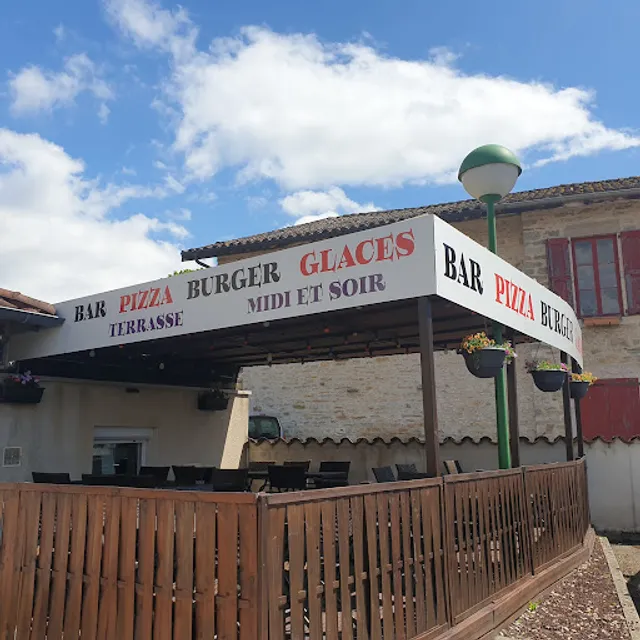 BAR PIZZA BURGER GLACES
TERRASSE MIDI ET SOIR
BAR PIZZA BURGER